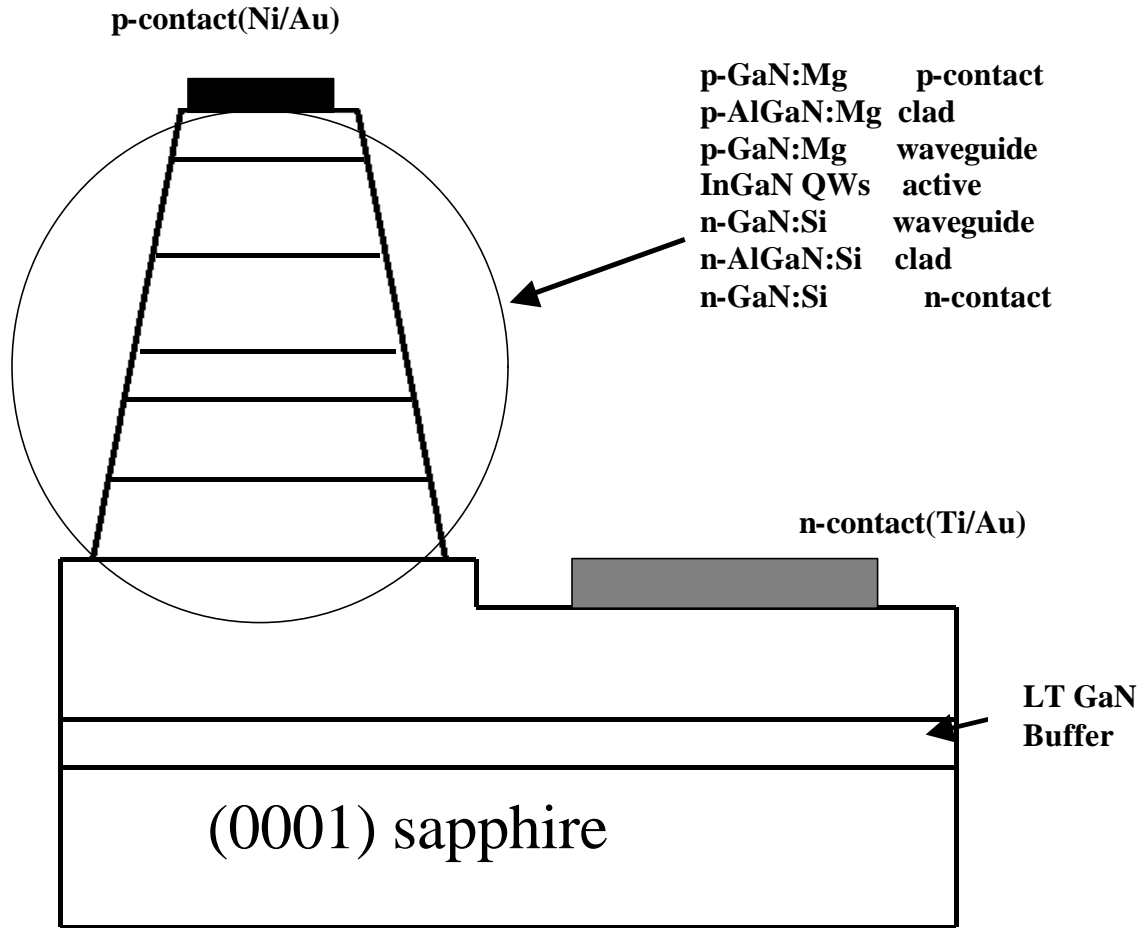 p-contact(Ni/Au)
p-GaN:Mg p-contact
p-AlGaN:Mg clad
p-GaN:Mg waveguide
InGaN QWs active
n-GaN:Si waveguide
n-AlGaN:Si clad
n-GaN:Si n-contact
n-contact(Ti/Au)
LT GaN
Buffer
(0001) sapphire